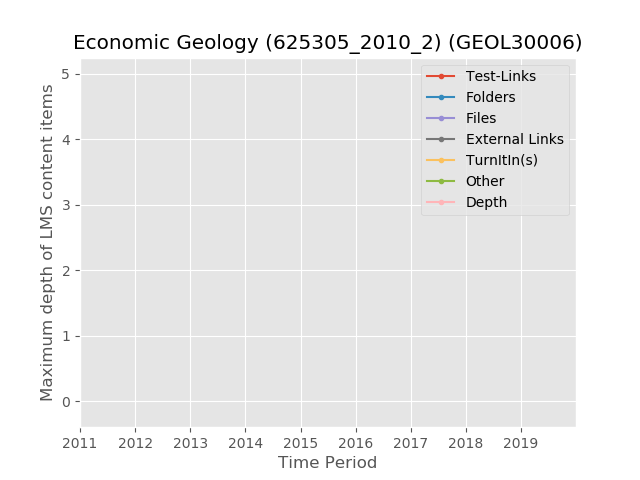 Economic Geology (625305_2010_2) (GEOL30006)
Maximum depth of LMS content items
5
4
3
2
1
0
Test-Links
Folders
Files
External Links
TurnItIn(s)
Other
Depth
2011 2012 2013 2014 2015 2016 2017 2018 2019
Time Period